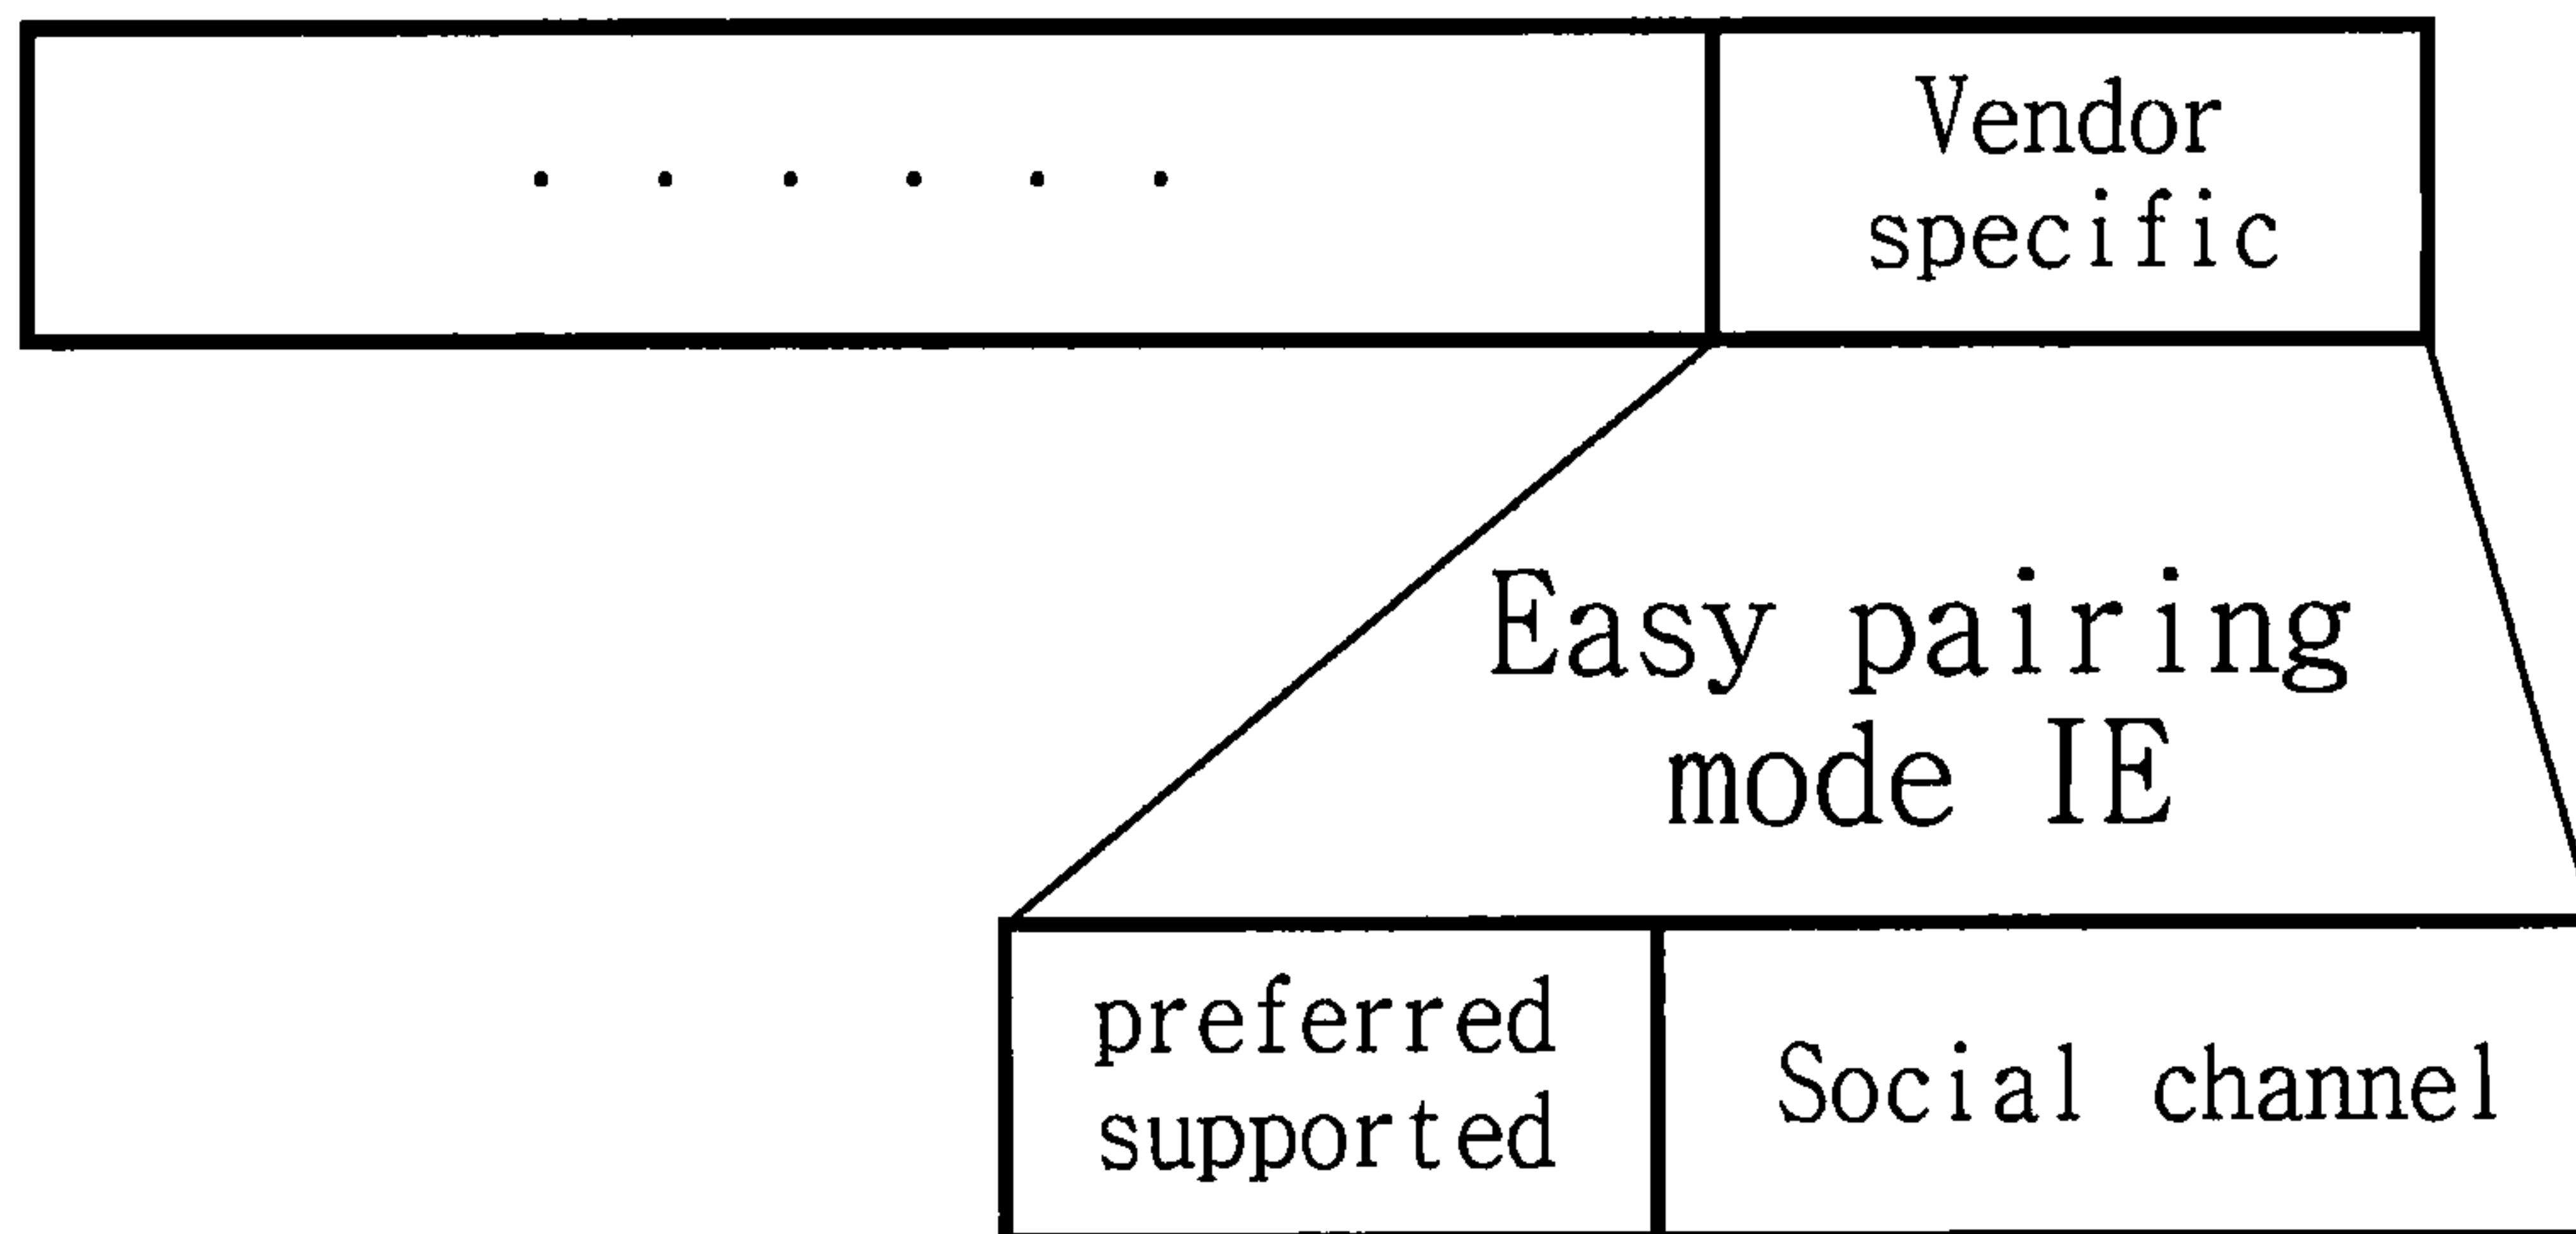 . . . . . .
Vendor
specific
Easy pairing
mode IE
preferred
supported
Social channel